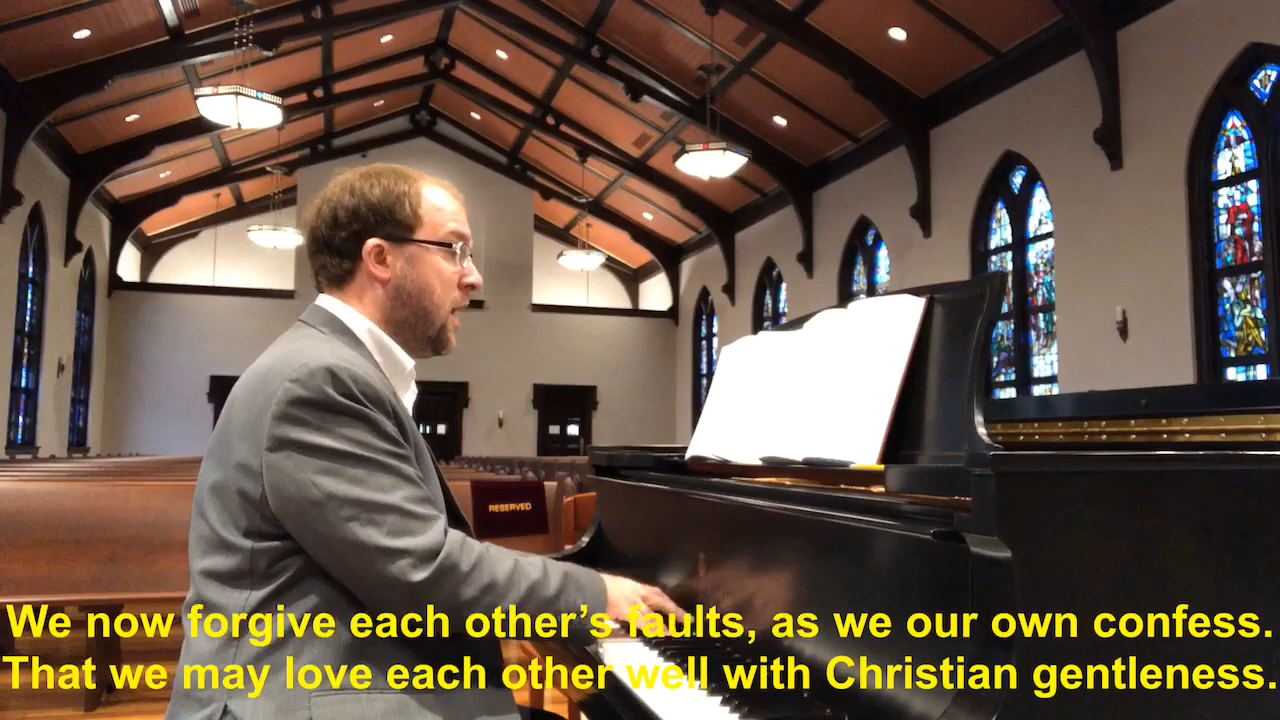 RESERVED
We now forgive each other’s faults, as we our own confess.
That we may love each other well with Christian gentleness.